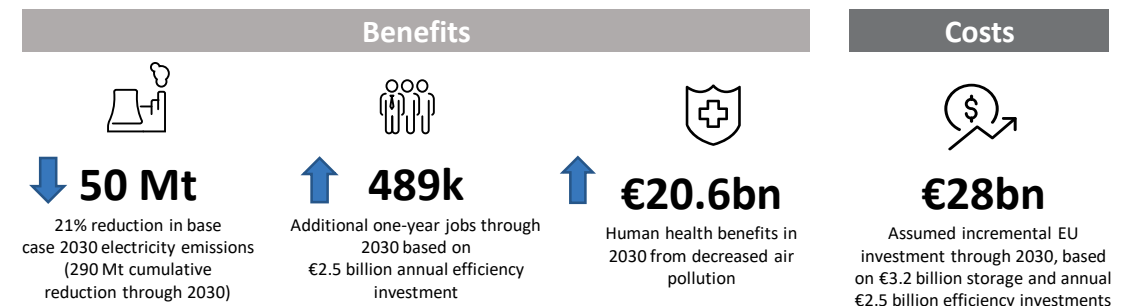 Benefits
Costs
50 Mt
21% reduction in base
case 2030 electricity emissions
(290 Mt cumulative
reduction through 2030)
489k
Additional one-year jobs through
2030 based on
€2.5 billion annual efficiency
investment
€20.6bn
Human health benefits in
2030 from decreased air
pollution
$
€28bn
Assumed incremental EU
investment through 2030, based
on €3.2 billion storage and annual
€2.5 billion efficiency investments